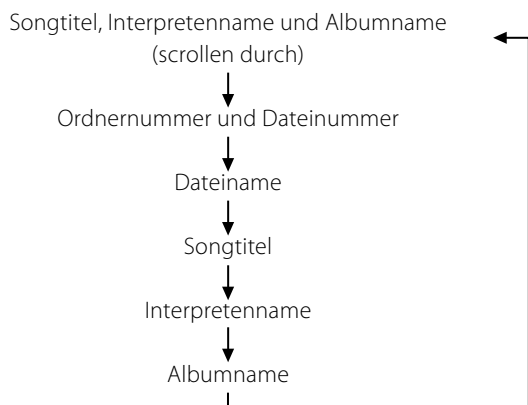 Songtitel, Interpretenname und Albumname
(scrollen durch)
Ordnernummer und Dateinummer
Dateiname
Songtitel
Interpretenname
Albumname